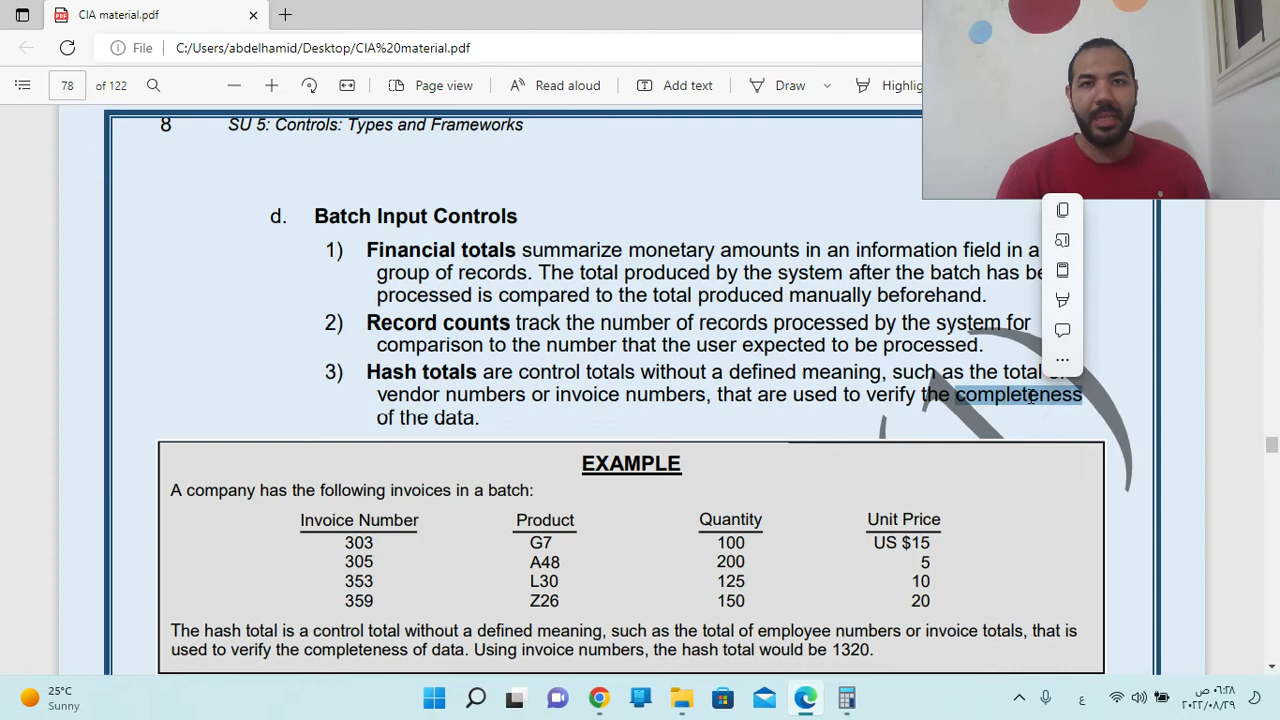 CIA material.pdf
File C:/Users/abdelhamid/Desktop/CIA%20material.pdf
78 of 122 Page view Read aloud Add text Draw Highlig
8 SU 5: Controls: Types and Frameworks
d. Batch Input Controls
1) Financial totals summarize monetary amounts in an information field in a
group of records. The total produced by the system after the batch has be
processed is compared to the total produced manually beforehand.
2) Record counts track the number of records processed by the system for
comparison to the number that the user expected to be processed.
3) Hash totals are control totals without a defined meaning, such as the total
vendor numbers or invoice numbers, that are used to verify the completeness
of the data.
EXAMPLE
A company has the following invoices in a batch:
Invoice Number Product Quantity Unit Price
303 G7 100 US $15
305 A48 200 5
353 L30 125 10
359 Z26 150 20
The hash total is a control total without a defined meaning, such as the total of employee numbers or invoice totals, that is
used to verify the completeness of data. Using invoice numbers, the hash total would be 1320.
25°C
Sunny
ع
٠٦:٢٨ ص
٢٠٢٢/٠٨/٢٩